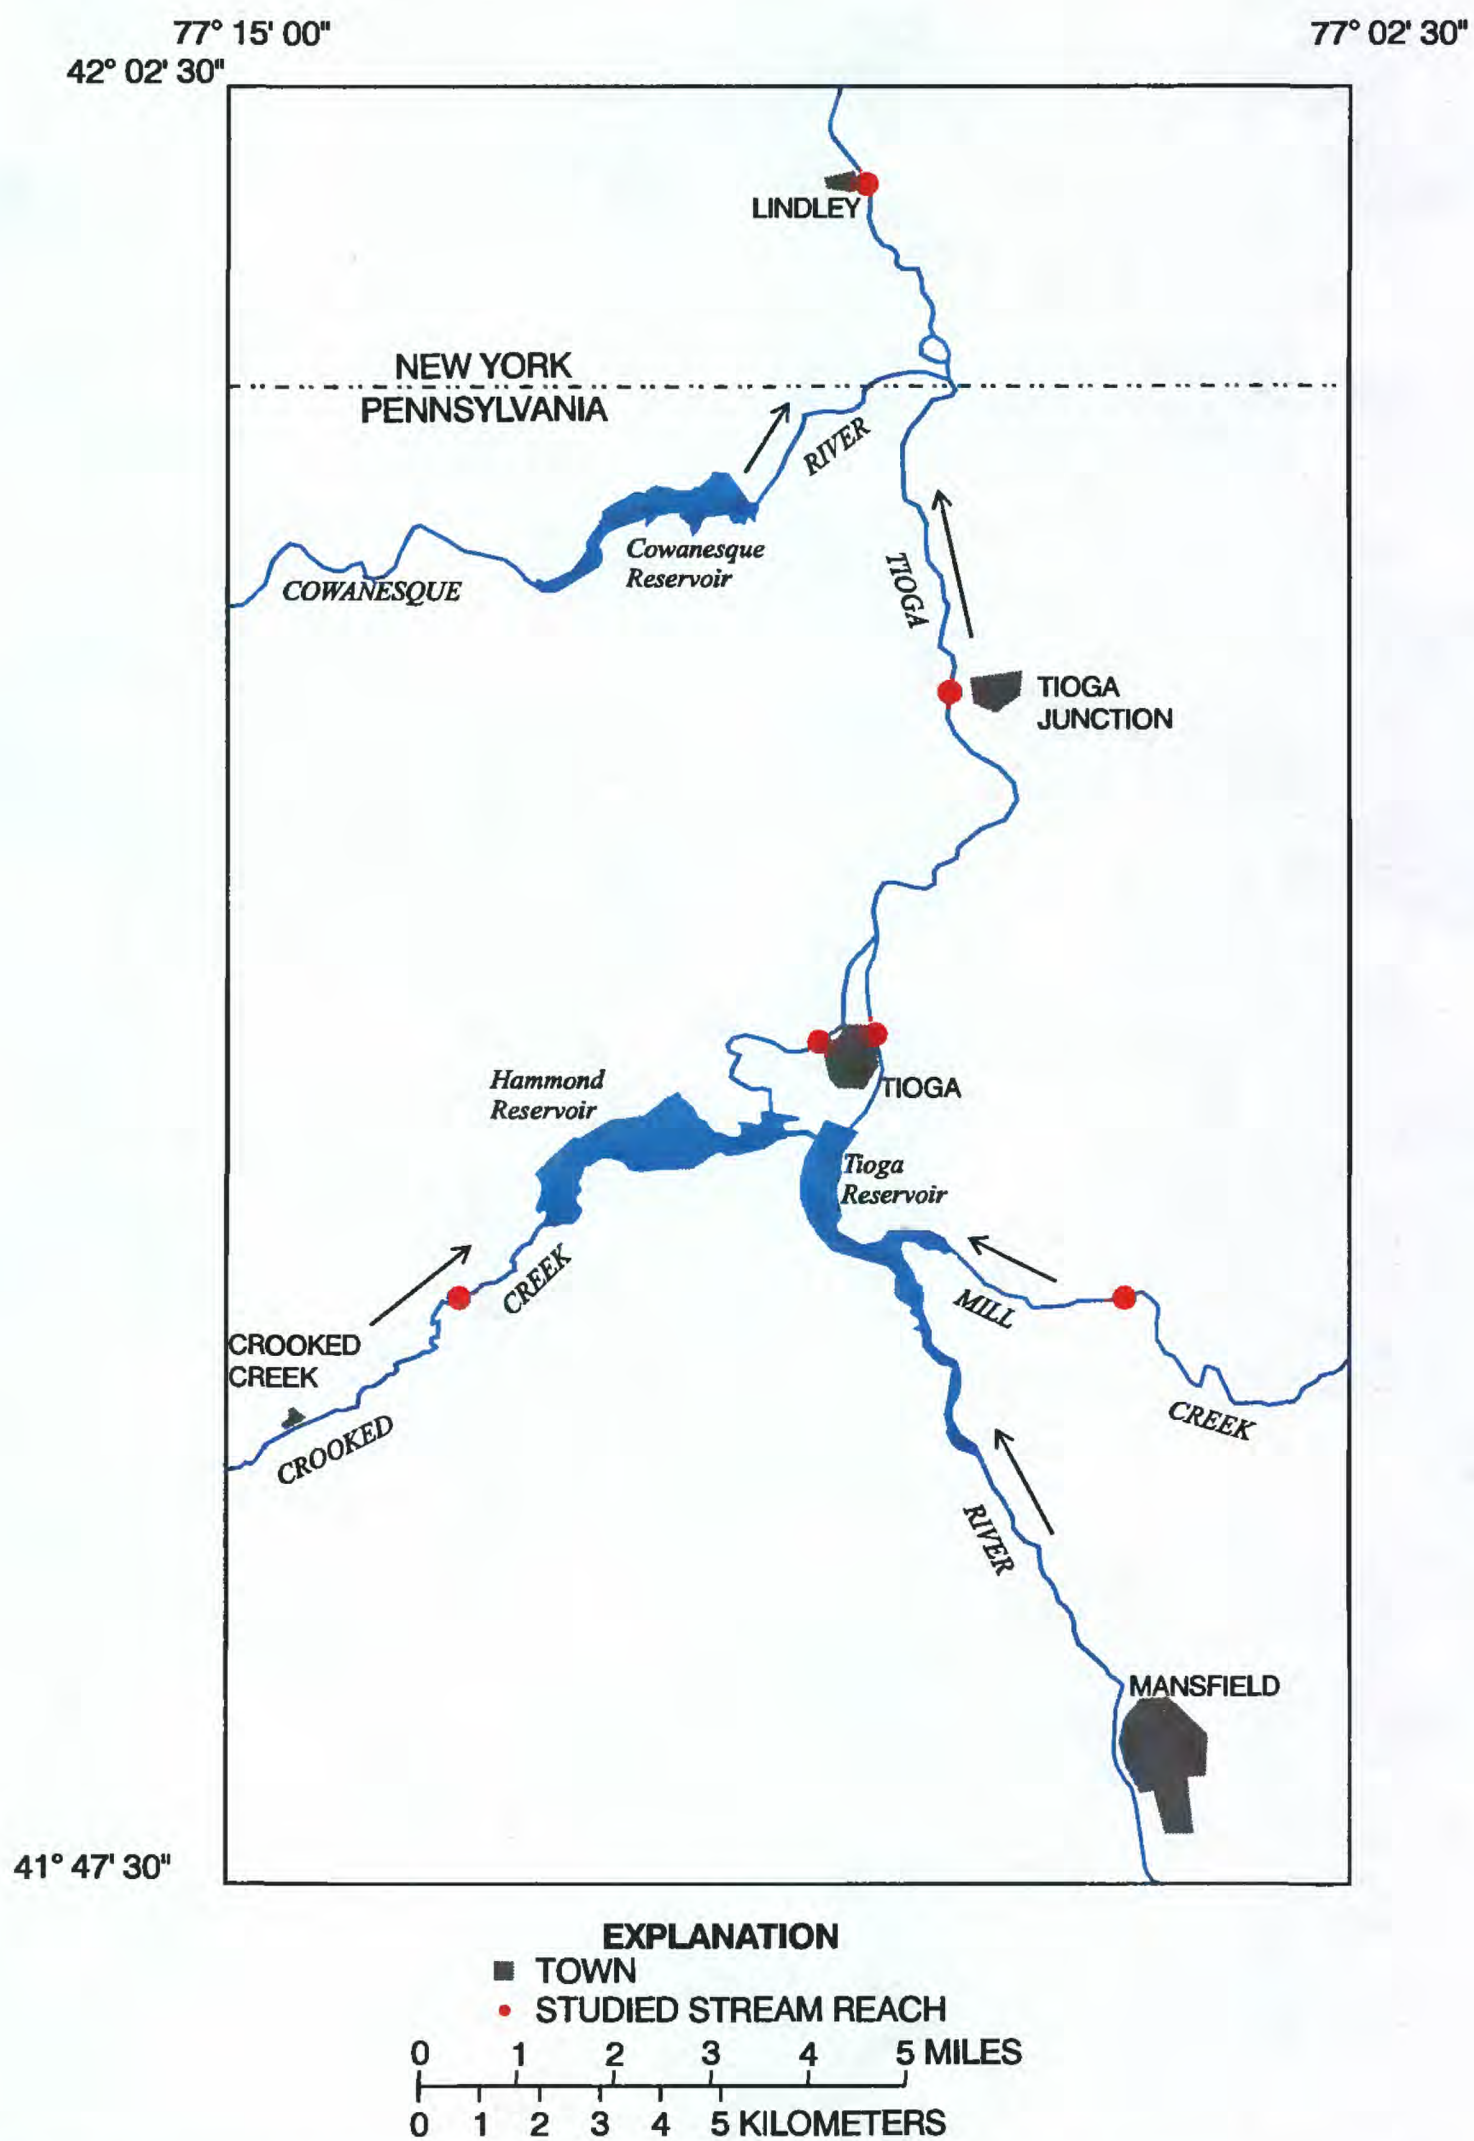 77° 15' 00"
77° 02' 30"
42° 02' 30"
LINDLEY
NEW YORK
PENNSYLVANIA
RIVER
Cowanesque
Reservoir
COWANESQUE
TIOGA
TIOGA
JUNCTION
Hammond
Reservoir
TIOGA
Tioga
Reservoir
CREEK
MILL
CROOKED
CREEK
CREEK
CROOKED
RIVER
MANSFIELD
41° 47' 30"
EXPLANATION
TOWN
STUDIED STREAM REACH
0 1 2 3 4 5 MILES
0 1 2 3 4 5 KILOMETERS